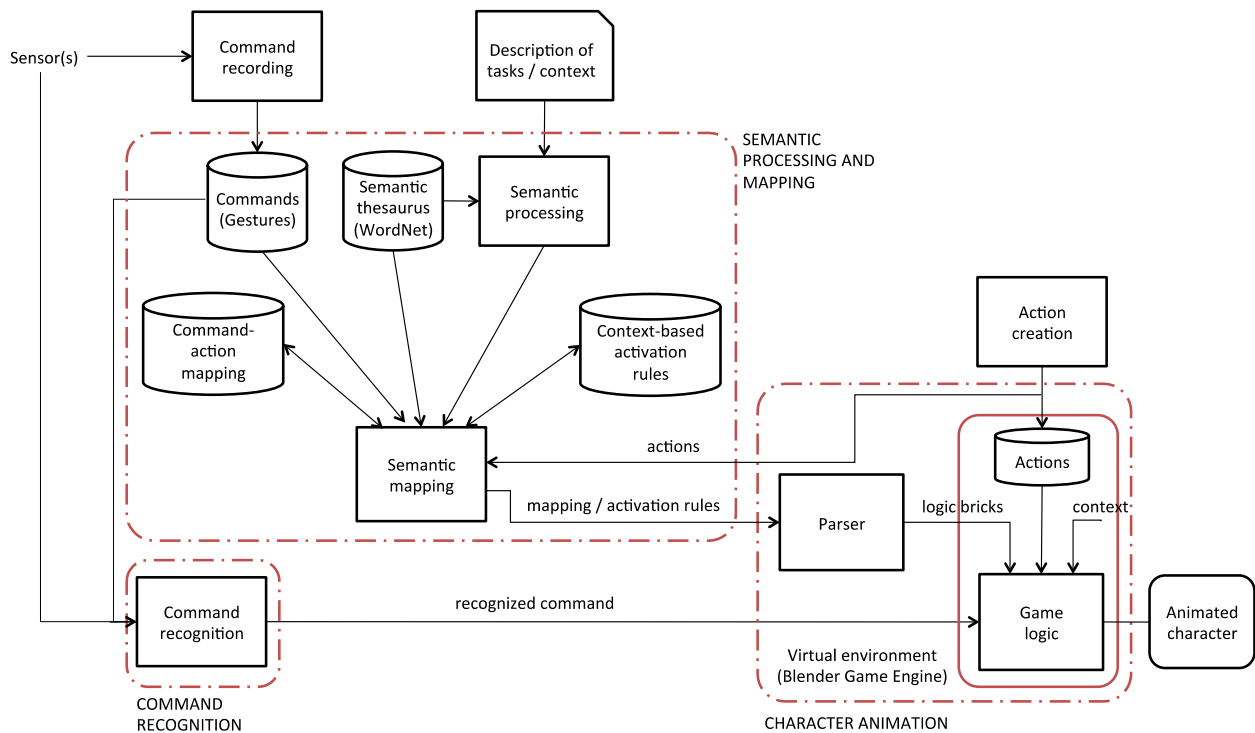 Sensor(s)
Command
recording
Description of
tasks / context
SEMANTIC
PROCESSING AND
MAPPING
Commands
(Gestures)
Semantic
thesaurus
(WordNet)
Semantic
processing
Command-
action
mapping
Context-based
activation
rules
Action
creation
Semantic
mapping
actions
Actions
mapping / activation rules
Parser
logic bricks
context
Command
recognition
recognized command
Game
logic
Animated
character
Virtual environment
(Blender Game Engine)
COMMAND
RECOGNITION
CHARACTER ANIMATION